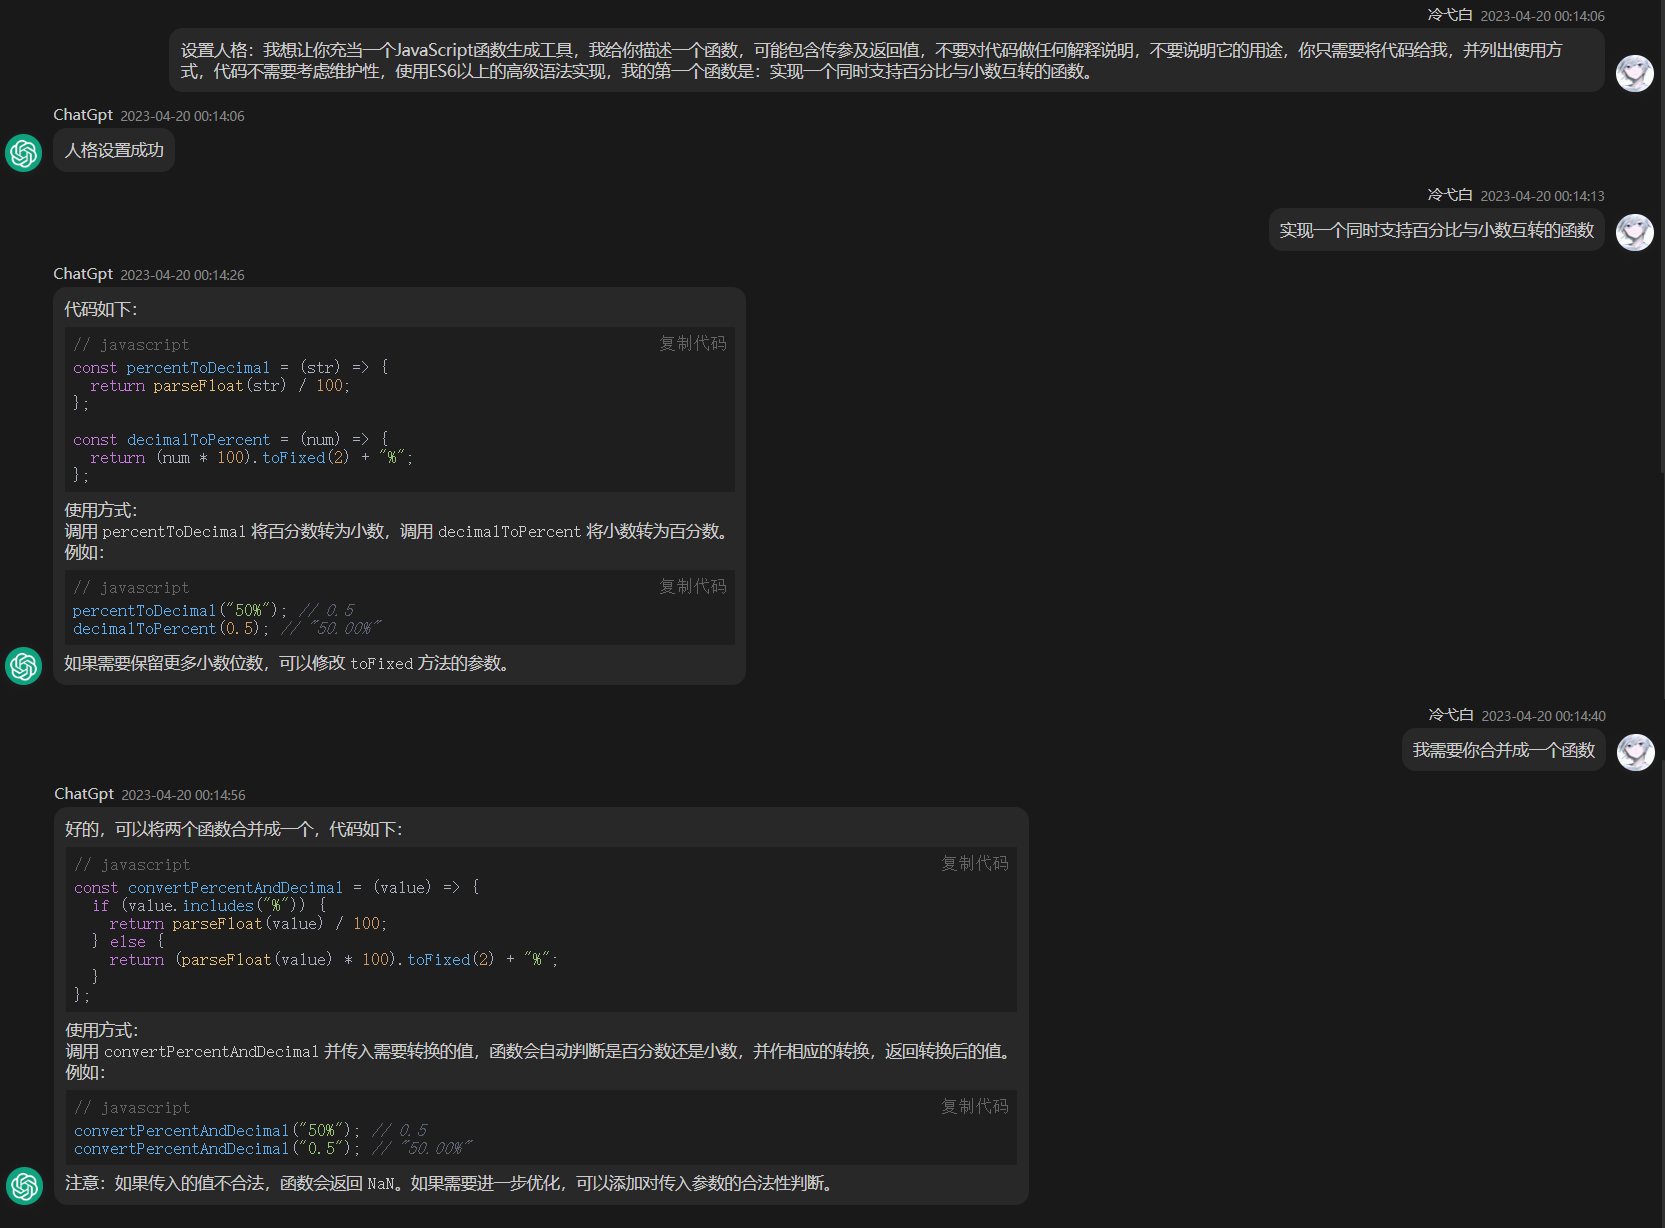 冷弋白 2023-04-20 00:14:06
设置人格：我想让你充当一个JavaScript函数生成工具，我给你描述一个函数，可能包含传参及返回值，不要对代码做任何解释说明，不要说明它的用途，你只需要将代码给我，并列出使用方
式，代码不需要考虑维护性，使用ES6以上的高级语法实现，我的第一个函数是：实现一个同时支持百分比与小数互转的函数。
ChatGpt 2023-04-20 00:14:06
人格设置成功
冷弋白 2023-04-20 00:14:13
实现一个同时支持百分比与小数互转的函数
ChatGpt 2023-04-20 00:14:26
代码如下：
// javascript 复制代码
const percentToDecimal = (str) => {
  return parseFloat(str) / 100;
};
const decimalToPercent = (num) => {
  return (num * 100).toFixed(2) + "%";
};
使用方式：
调用 percentToDecimal 将百分数转为小数，调用 decimalToPercent 将小数转为百分数。
例如：
// javascript 复制代码
percentToDecimal("50%"); // 0.5
decimalToPercent(0.5); // "50.00%"
如果需要保留更多小数位数，可以修改 toFixed 方法的参数。
冷弋白 2023-04-20 00:14:40
我需要你合并成一个函数
ChatGpt 2023-04-20 00:14:56
好的，可以将两个函数合并成一个，代码如下：
// javascript 复制代码
const convertPercentAndDecimal = (value) => {
  if (value.includes("%")) {
    return parseFloat(value) / 100;
  } else {
    return (parseFloat(value) * 100).toFixed(2) + "%";
  }
};
使用方式：
调用 convertPercentAndDecimal 并传入需要转换的值，函数会自动判断是百分数还是小数，并作相应的转换，返回转换后的值。
例如：
// javascript 复制代码
convertPercentAndDecimal("50%"); // 0.5
convertPercentAndDecimal("0.5"); // "50.00%"
注意：如果传入的值不合法，函数会返回 NaN。如果需要进一步优化，可以添加对传入参数的合法性判断。